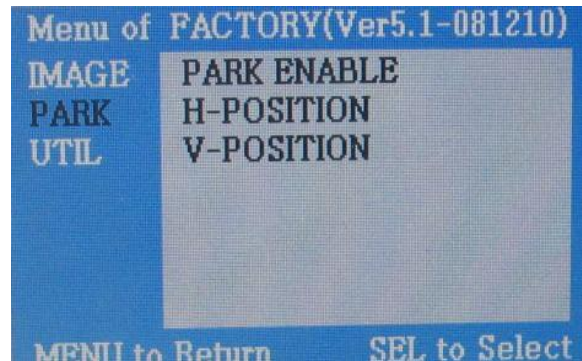 Menu of FACTORY(Ver5.1-081210)
IMAGE
PARK
UTIL
PARK ENABLE
H-POSITION
V-POSITION
MENU to Return
SEL to Select